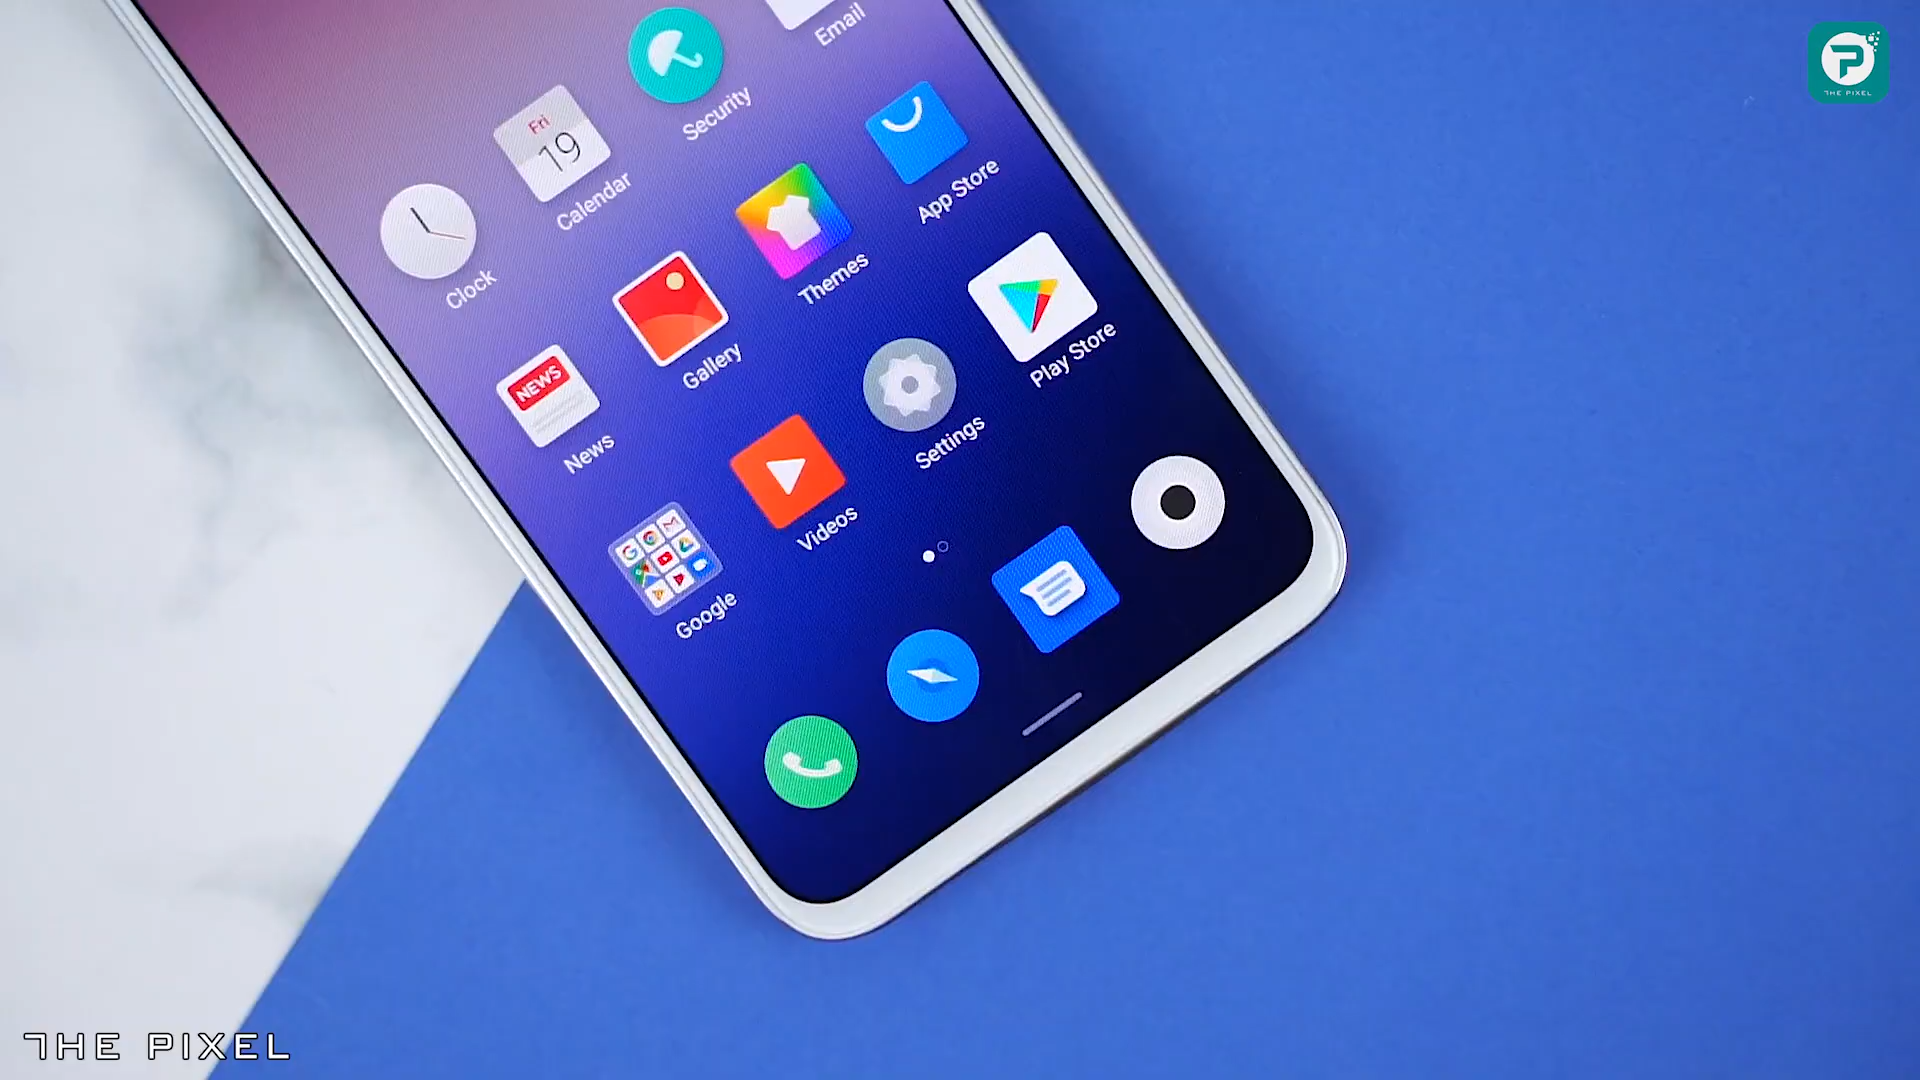 Email
Security
Fri
19
Calendar
Clock
App Store
Themes
Gallery
NEWS
News
Play Store
Settings
Videos
Google
THE PIXEL
THE PIXEL